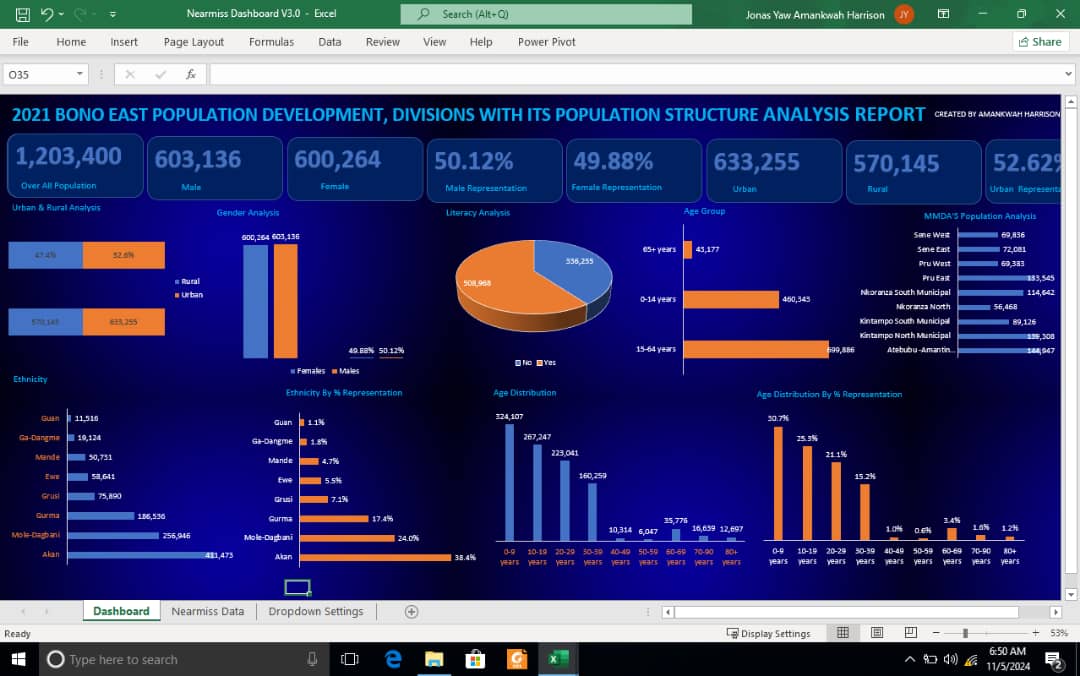 Nearmiss Dashboard V3.0 - Excel
Search (Alt+Q)
Jonas Yaw Amankwah Harrison
JY
File Home Insert Page Layout Formulas Data Review View Help Power Pivot
Share
O35
fx
2021 BONO EAST POPULATION DEVELOPMENT, DIVISIONS WITH ITS POPULATION STRUCTURE ANALYSIS REPORT
CREATED BY AMANKWAH HARRISON
1,203,400
Over All Population
603,136
Male
600,264
Female
50.12%
Male Representation
49.88%
Female Representation
633,255
Urban
570,145
Rural
52.62%
Urban Representa
Urban & Rural Analysis
47.4% 52.6%
570,145 633,255
Rural
Urban
Gender Analysis
600,264 603,136
49.88% 50.12%
Females Males
Literacy Analysis
336,255
508,968
No Yes
Age Group
65+ years 43,177
0-14 years 460,343
15-64 years 699,886
MMDA'S Population Analysis
Sene West 69,836
Sene East 72,081
Pru West 69,383
Pru East 133,545
Nkoranza South Municipal 114,642
Nkoranza North 56,468
Kintampo South Municipal 89,126
Kintampo North Municipal 139,308
Atebubu-Amantin... 148,947
Ethnicity
Guan 11,516
Ga-Dangme 19,124
Mande 50,731
Ewe 58,641
Grusi 75,890
Gurma 186,536
Mole-Dagbani 256,946
Akan 411,473
Ethnicity By % Representation
Guan 1.1%
Ga-Dangme 1.8%
Mande 4.7%
Ewe 5.5%
Grusi 7.1%
Gurma 17.4%
Mole-Dagbani 24.0%
Akan 38.4%
Age Distribution
324,107
267,247
223,041
160,259
10,314 6,047 35,776 16,659 12,697
0-9 10-19 20-29 30-39 40-49 50-59 60-69 70-90 80+
years years years years years years years years years
Age Distribution By % Representation
30.7%
25.3%
21.1%
15.2%
1.0% 0.6% 3.4% 1.6% 1.2%
0-9 10-19 20-29 30-39 40-49 50-59 60-69 70-90 80+
years years years years years years years years years
Dashboard Nearmiss Data Dropdown Settings
Ready
Display Settings
53%
Type here to search
6:50 AM
11/5/2024
2